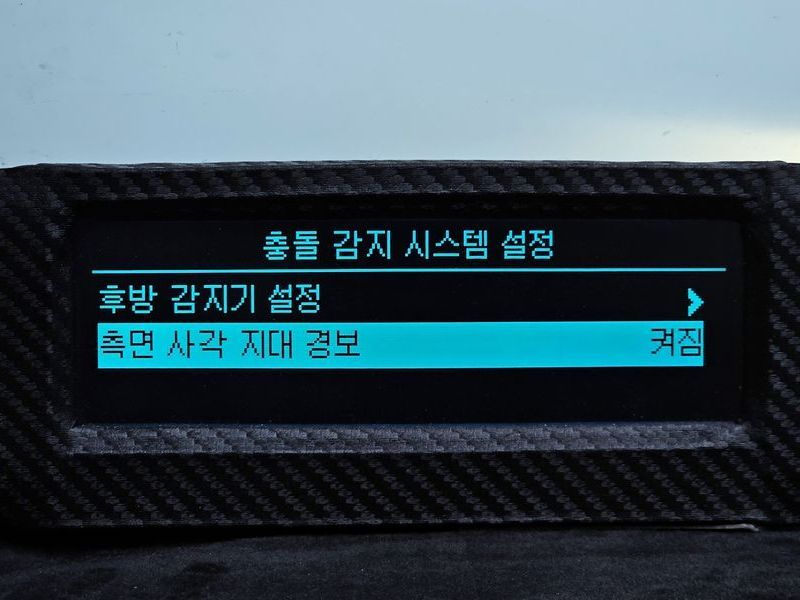 충돌 감지 시스템 설정
후방 감지기 설정
측면 사각 지대 경보 켜짐